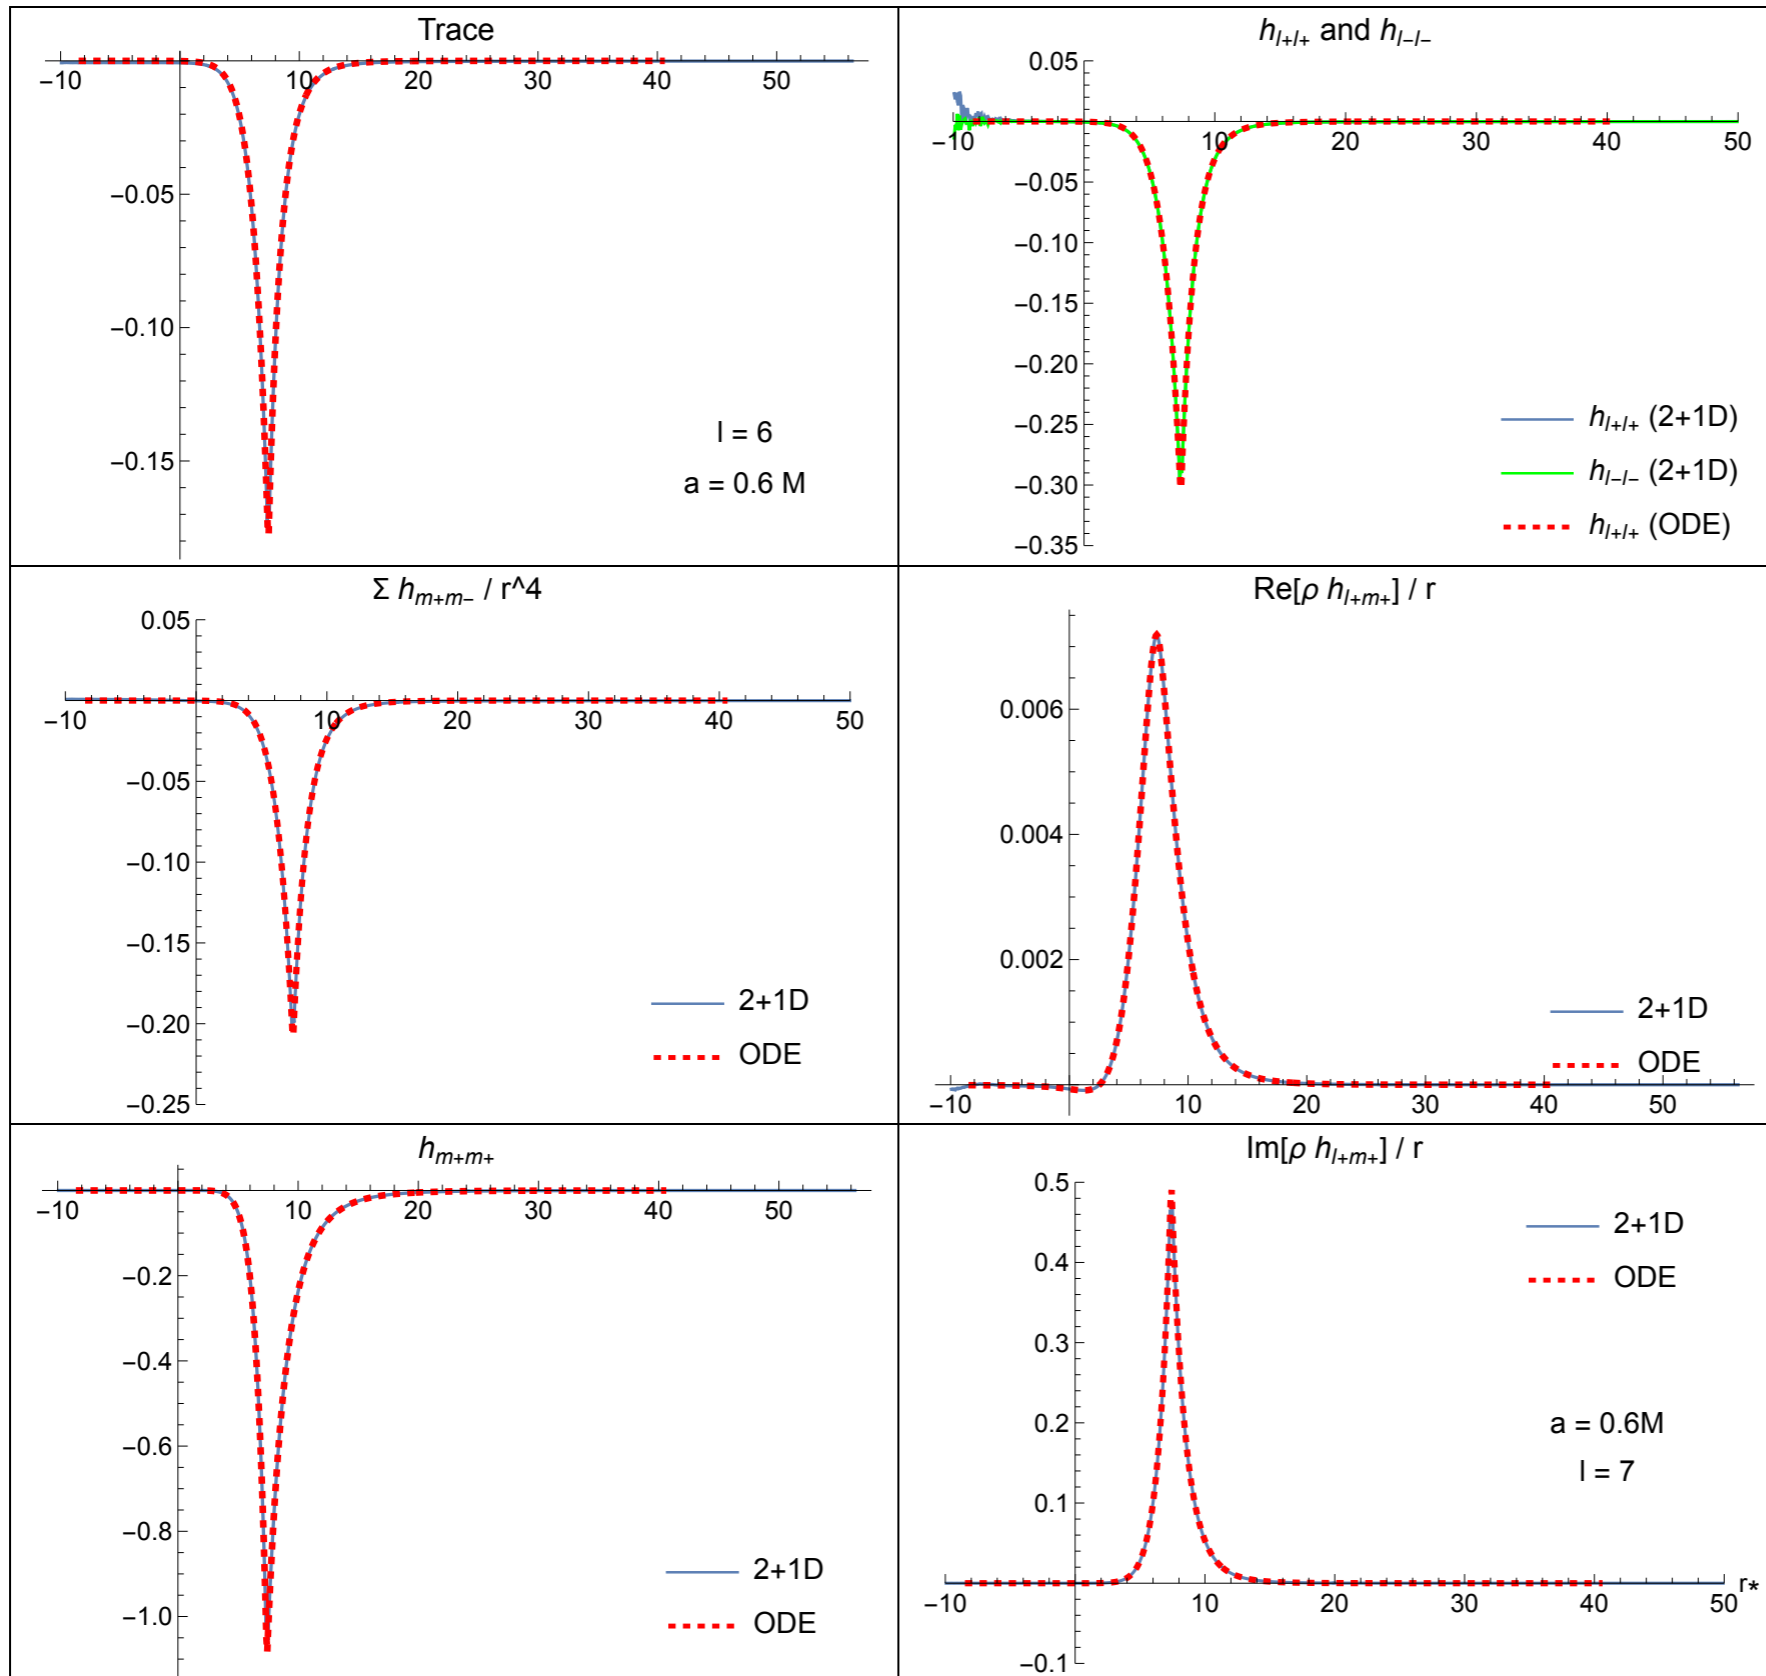 Trace
−10 10 20 30 40 50
−0.05
−0.10
−0.15
l = 6
a = 0.6 M
h_{l+l+} and h_{l−l−}
0.05
−10 10 20 30 40 50
−0.05
−0.10
−0.15
−0.20
−0.25
−0.30
−0.35
h_{l+l+} (2+1D)
h_{l−l−} (2+1D)
h_{l+l+} (ODE)
Σ h_{m+m−} / r^4
0.05
−10 10 20 30 40 50
−0.05
−0.10
−0.15
−0.20
−0.25
2+1D
ODE
Re[ρ h_{l+m+}] / r
0.006
0.004
0.002
−10 10 20 30 40 50
2+1D
ODE
h_{m+m+}
−10 10 20 30 40 50
−0.2
−0.4
−0.6
−0.8
−1.0
2+1D
ODE
Im[ρ h_{l+m+}] / r
0.5
0.4
0.3
0.2
0.1
−10 10 20 30 40 50 r*
−0.1
2+1D
ODE
a = 0.6M
l = 7